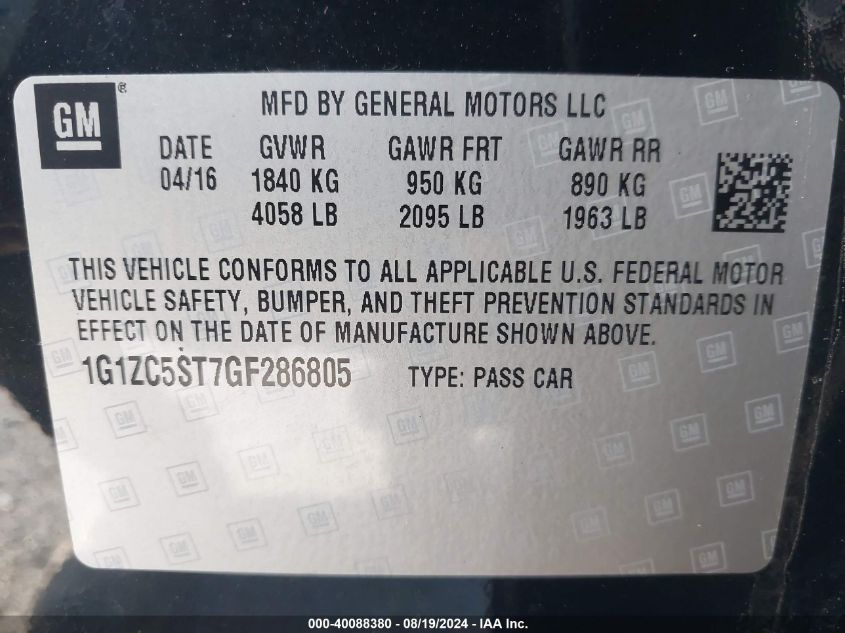 GM®
MFD BY GENERAL MOTORS LLC
DATE GVWR GAWR FRT GAWR RR
04/16 1840 KG 950 KG 890 KG
4058 LB 2095 LB 1963 LB
THIS VEHICLE CONFORMS TO ALL APPLICABLE U.S. FEDERAL MOTOR
VEHICLE SAFETY, BUMPER, AND THEFT PREVENTION STANDARDS IN
EFFECT ON THE DATE OF MANUFACTURE SHOWN ABOVE.
1G1ZC5ST7GF286805 TYPE: PASS CAR
000-40088380 - 08/19/2024 - IAA Inc.